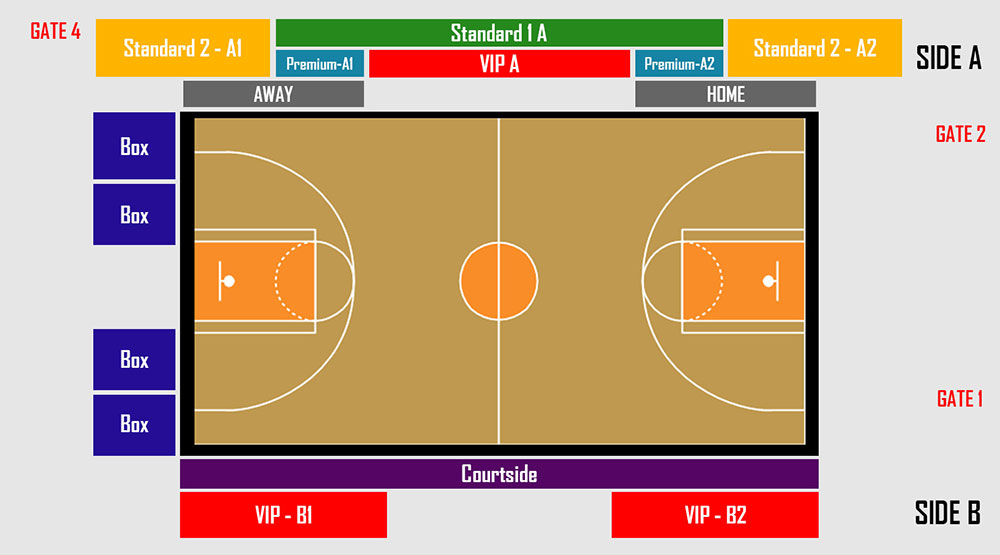 GATE 4
Standard 2 - A1
Standard 1 A
Standard 2 - A2
Premium-A1
VIP A
Premium-A2
SIDE A
AWAY
HOME
Box
GATE 2
Box
Box
GATE 1
Box
Courtside
VIP - B1
VIP - B2
SIDE B